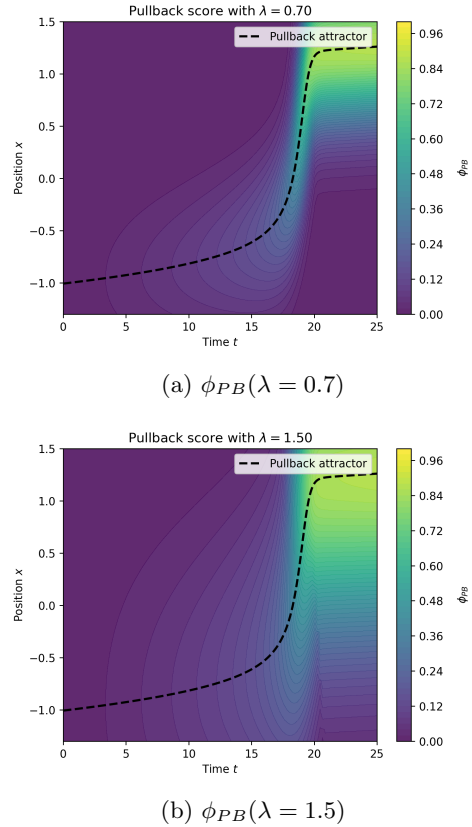 Pullback score with λ = 0.70
Pullback attractor
1.5
1.0
0.5
0.0
−0.5
−1.0
Position x
0 5 10 15 20 25
Time t
0.96
0.84
0.72
0.60
0.48
0.36
0.24
0.12
0.00
ϕPB
(a) ϕPB(λ = 0.7)
Pullback score with λ = 1.50
Pullback attractor
1.5
1.0
0.5
0.0
−0.5
−1.0
Position x
0 5 10 15 20 25
Time t
0.96
0.84
0.72
0.60
0.48
0.36
0.24
0.12
0.00
ϕPB
(b) ϕPB(λ = 1.5)